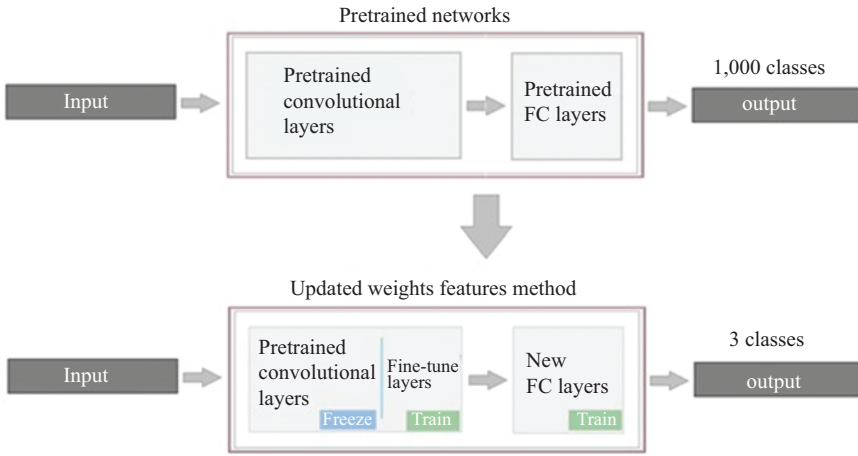 Pretrained networks
Input
Pretrained
convolutional
layers
Pretrained
FC layers
1,000 classes
output
Updated weights features method
Input
Pretrained
convolutional
layers
Freeze
Fine-tune
layers
Train
New
FC layers
Train
3 classes
output